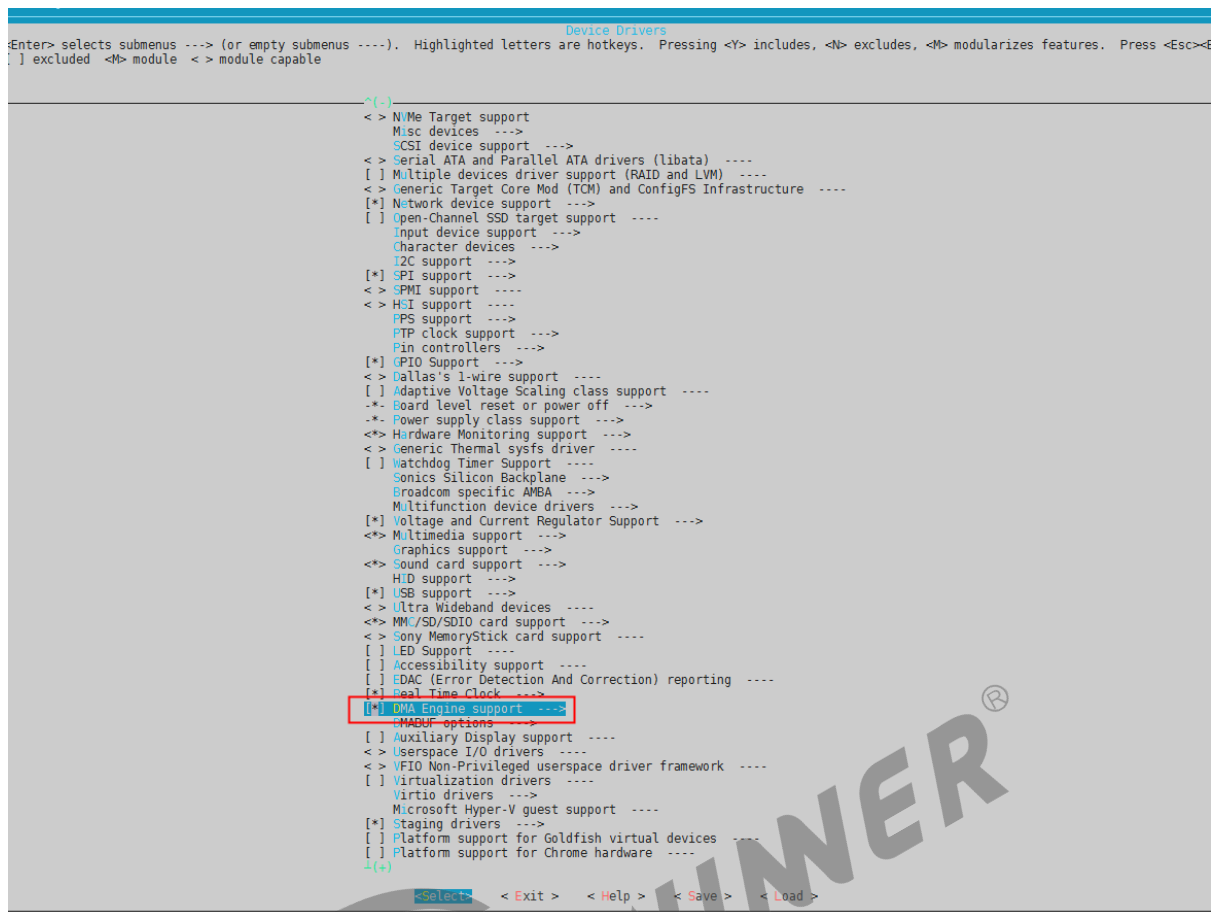 Device Drivers
<Enter> selects submenus ---> (or empty submenus ----).  Highlighted letters are hotkeys.  Pressing <Y> includes, <N> excludes, <M> modularizes features.  Press <Esc><E
[ ] excluded  <M> module  < > module capable
^(-)
< > NVMe Target support
Misc devices  --->
SCSI device support  --->
< > Serial ATA and Parallel ATA drivers (libata)  ----
[ ] Multiple devices driver support (RAID and LVM)  ----
< > Generic Target Core Mod (TCM) and ConfigFS Infrastructure  ----
[*] Network device support  --->
[ ] Open-Channel SSD target support  ----
Input device support  --->
Character devices  --->
I2C support  --->
[*] SPI support  --->
< > SPMI support  ----
< > HSI support  ----
PPS support  --->
PTP clock support  --->
Pin controllers  --->
[*] GPIO Support  --->
< > Dallas's 1-wire support  ----
[ ] Adaptive Voltage Scaling class support  ----
-*- Board level reset or power off  --->
-*- Power supply class support  --->
<*> Hardware Monitoring support  --->
< > Generic Thermal sysfs driver  ----
[ ] Watchdog Timer Support  ----
Sonics Silicon Backplane  --->
Broadcom specific AMBA  --->
Multifunction device drivers  --->
[*] Voltage and Current Regulator Support  --->
<*> Multimedia support  --->
Graphics support  --->
<*> Sound card support  --->
HID support  --->
[*] USB support  --->
< > Ultra Wideband devices  ----
<*> MMC/SD/SDIO card support  --->
< > Sony MemoryStick card support  ----
[ ] LED Support  ----
[ ] Accessibility support  ----
[ ] EDAC (Error Detection And Correction) reporting  ----
[*] Real Time Clock  --->
[*] DMA Engine support  --->
DMABUF options  --->
[ ] Auxiliary Display support  ----
< > Userspace I/O drivers  ----
< > VFIO Non-Privileged userspace driver framework  ----
[ ] Virtualization drivers  ----
Virtio drivers  --->
Microsoft Hyper-V guest support  ----
[*] Staging drivers  --->
[ ] Platform support for Goldfish virtual devices  ----
[ ] Platform support for Chrome hardware  ----
┴(+)
<Select>    < Exit >    < Help >    < Save >    < Load >